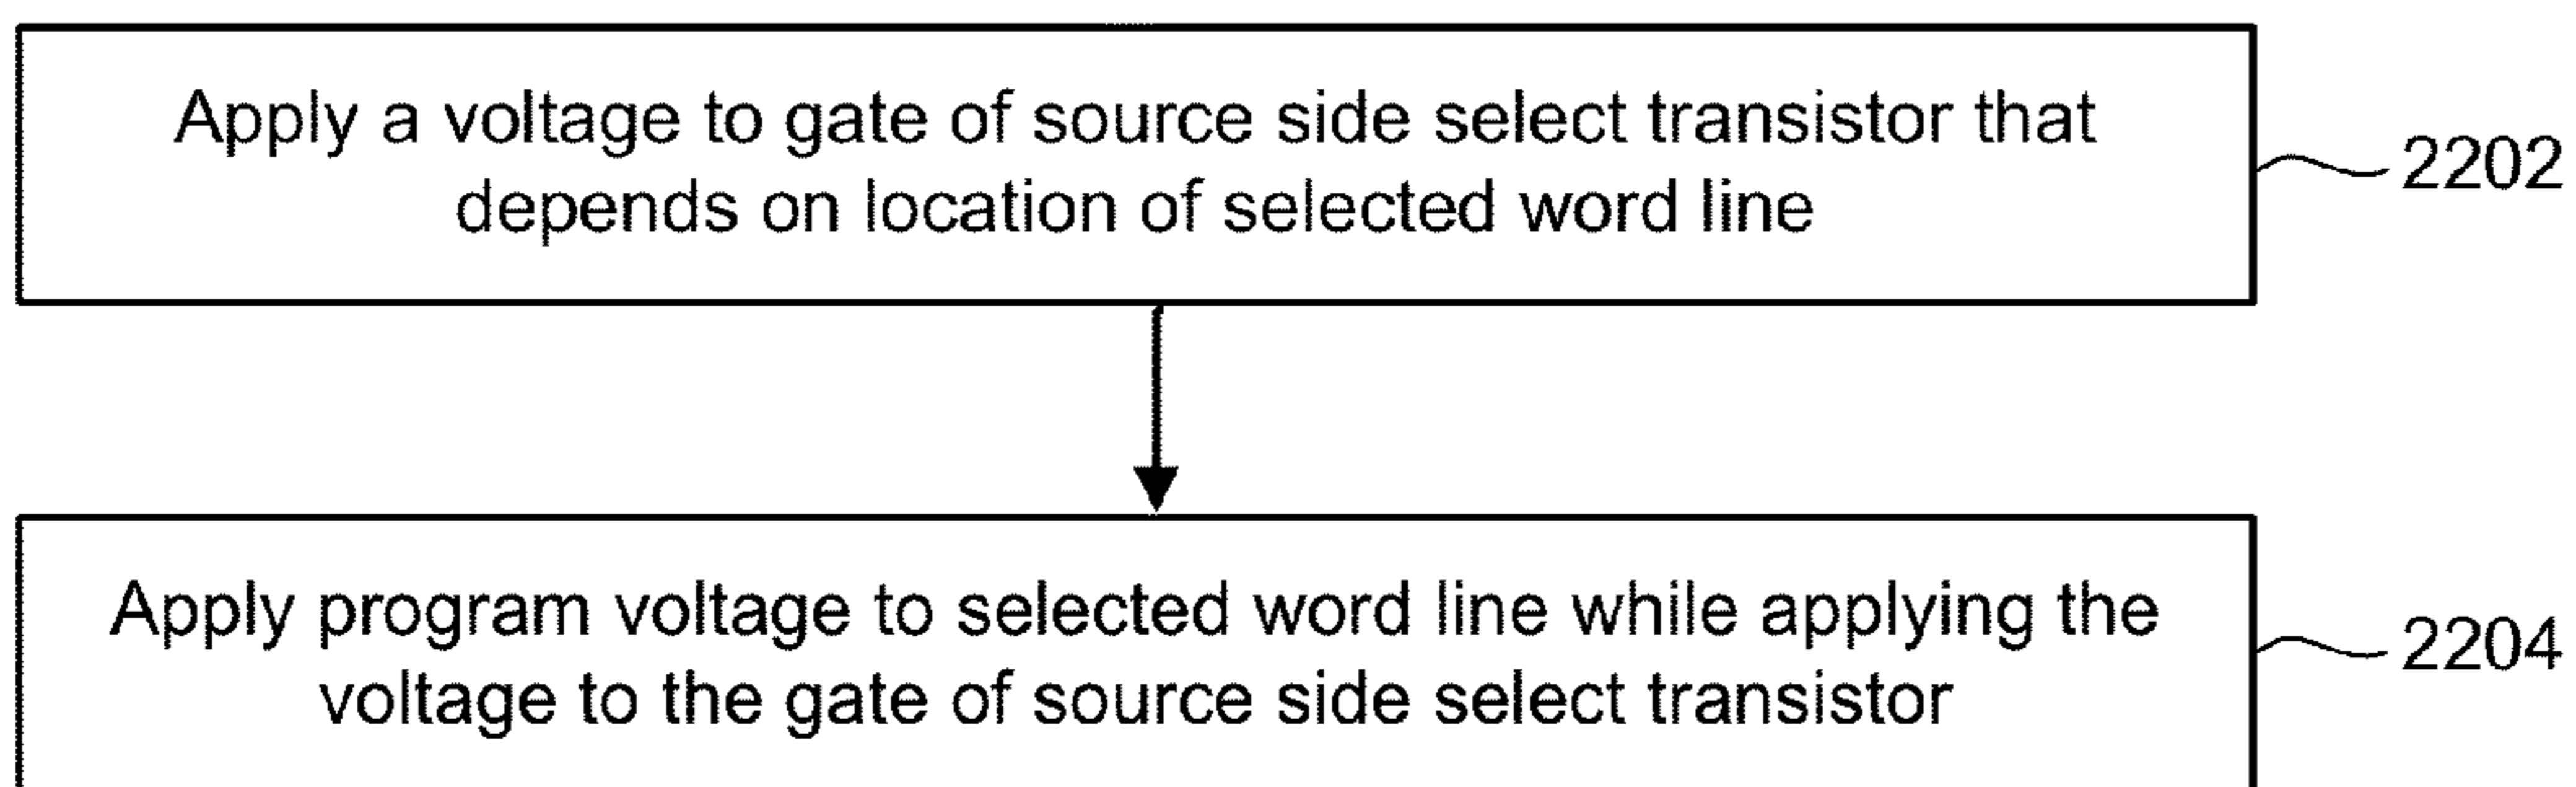 Apply a voltage to gate of source side select transistor that
depends on location of selected word line
2202
Apply program voltage to selected word line while applying the
voltage to the gate of source side select transistor
2204